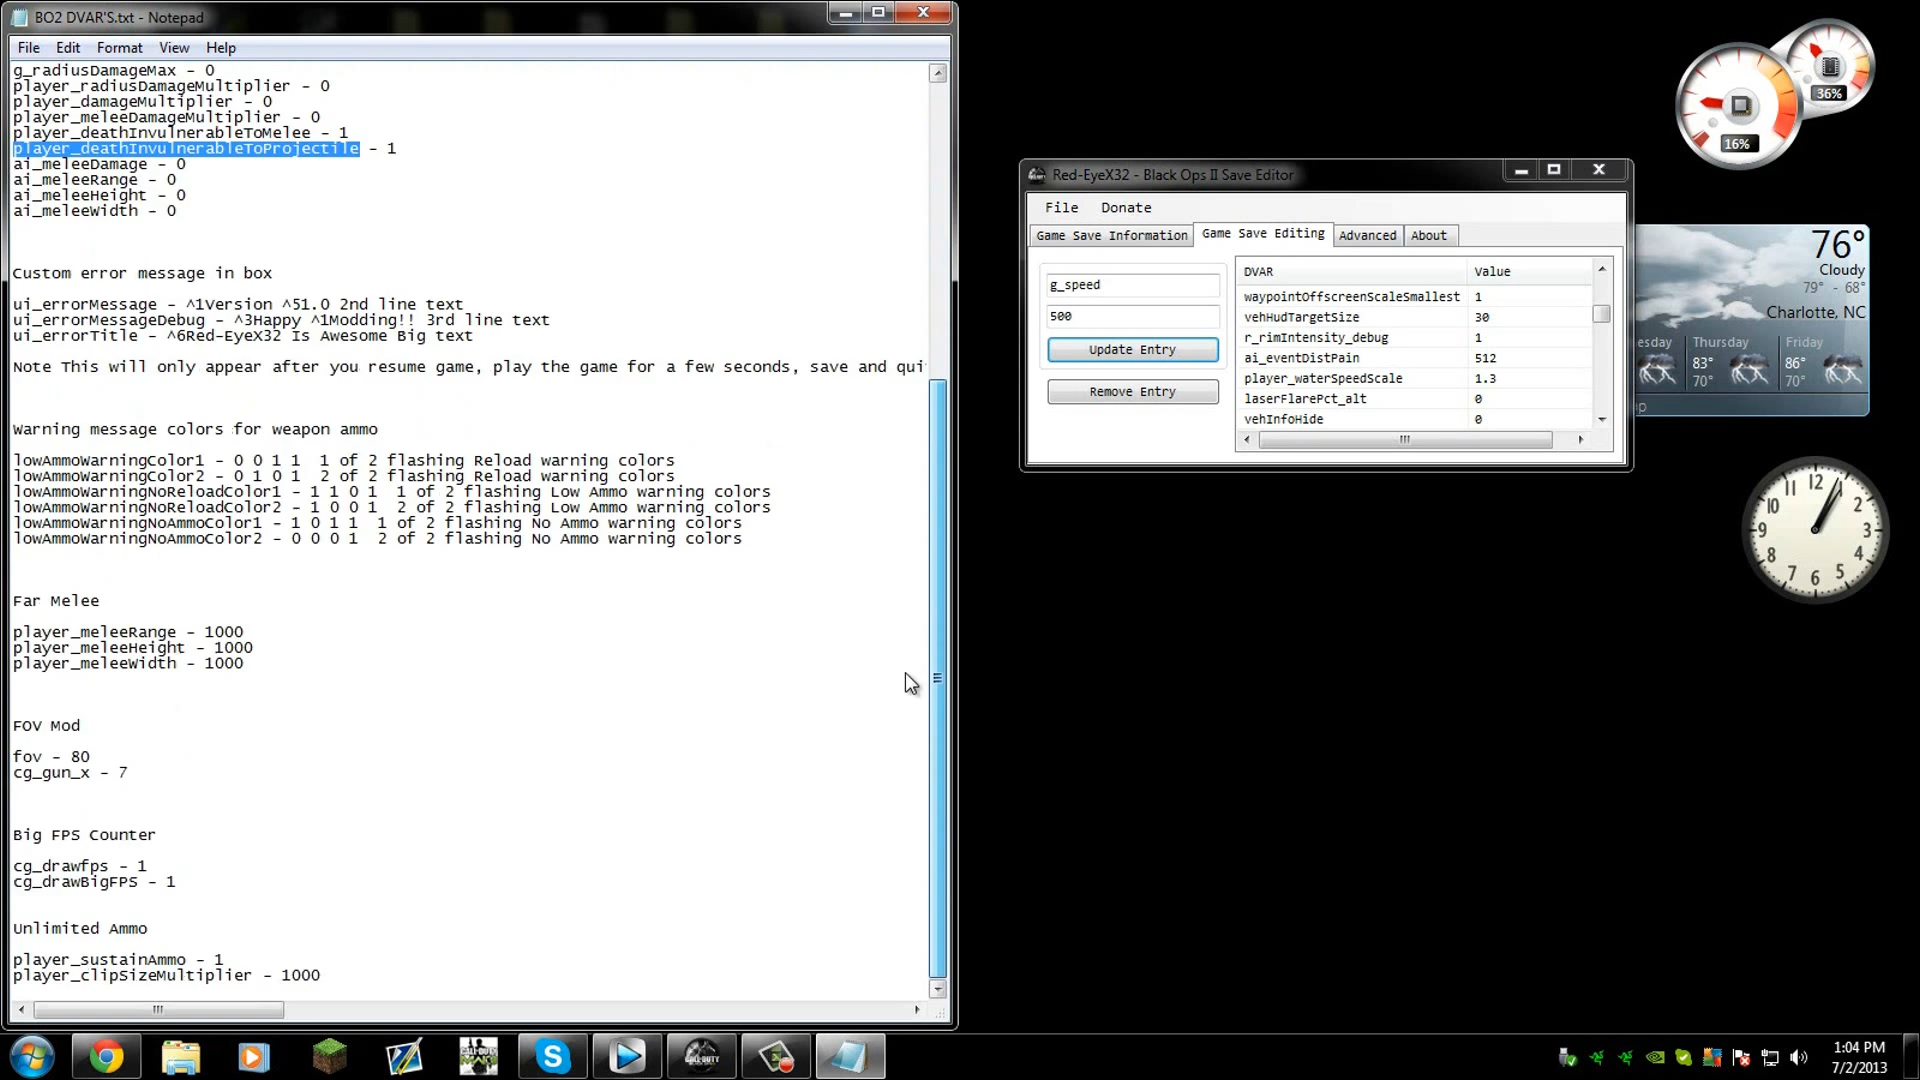 BO2 DVAR'S.txt - Notepad
File Edit Format View Help
g_radiusDamageMax - 0
player_radiusDamageMultiplier - 0
player_damageMultiplier - 0
player_meleeDamageMultiplier - 0
player_deathInvulnerableToMelee - 1
player_deathInvulnerableToProjectile - 1
ai_meleeDamage - 0
ai_meleeRange - 0
ai_meleeHeight - 0
ai_meleeWidth - 0
Custom error message in box
ui_errorMessage - ^1Version ^51.0 2nd line text
ui_errorMessageDebug - ^3Happy ^1Modding!! 3rd line text
ui_errorTitle - ^6Red-EyeX32 Is Awesome Big text
Note This will only appear after you resume game, play the game for a few seconds, save and qui
Warning message colors for weapon ammo
lowAmmoWarningColor1 - 0 0 1 1  1 of 2 flashing Reload warning colors
lowAmmoWarningColor2 - 0 1 0 1  2 of 2 flashing Reload warning colors
lowAmmoWarningNoReloadColor1 - 1 1 0 1  1 of 2 flashing Low Ammo warning colors
lowAmmoWarningNoReloadColor2 - 1 0 0 1  2 of 2 flashing Low Ammo warning colors
lowAmmoWarningNoAmmoColor1 - 1 0 1 1  1 of 2 flashing No Ammo warning colors
lowAmmoWarningNoAmmoColor2 - 0 0 0 1  2 of 2 flashing No Ammo warning colors
Far Melee
player_meleeRange - 1000
player_meleeHeight - 1000
player_meleeWidth - 1000
FOV Mod
fov - 80
cg_gun_x - 7
Big FPS Counter
cg_drawfps - 1
cg_drawBigFPS - 1
Unlimited Ammo
player_sustainAmmo - 1
player_clipSizeMultiplier - 1000
Red-EyeX32 - Black Ops II Save Editor
File Donate
Game Save Information Game Save Editing Advanced About
g_speed
500
Update Entry
Remove Entry
DVAR Value
waypointOffscreenScaleSmallest 1
vehHudTargetSize 30
r_rimIntensity_debug 1
ai_eventDistPain 512
player_waterSpeedScale 1.3
laserFlarePct_alt 0
vehInfoHide 0
36%
16%
76°
Cloudy
79° - 68°
Charlotte, NC
esday Thursday Friday
83° 86°
70° 70°
12
1
2
3
4
5
6
7
8
9
10
11
1:04 PM
7/2/2013